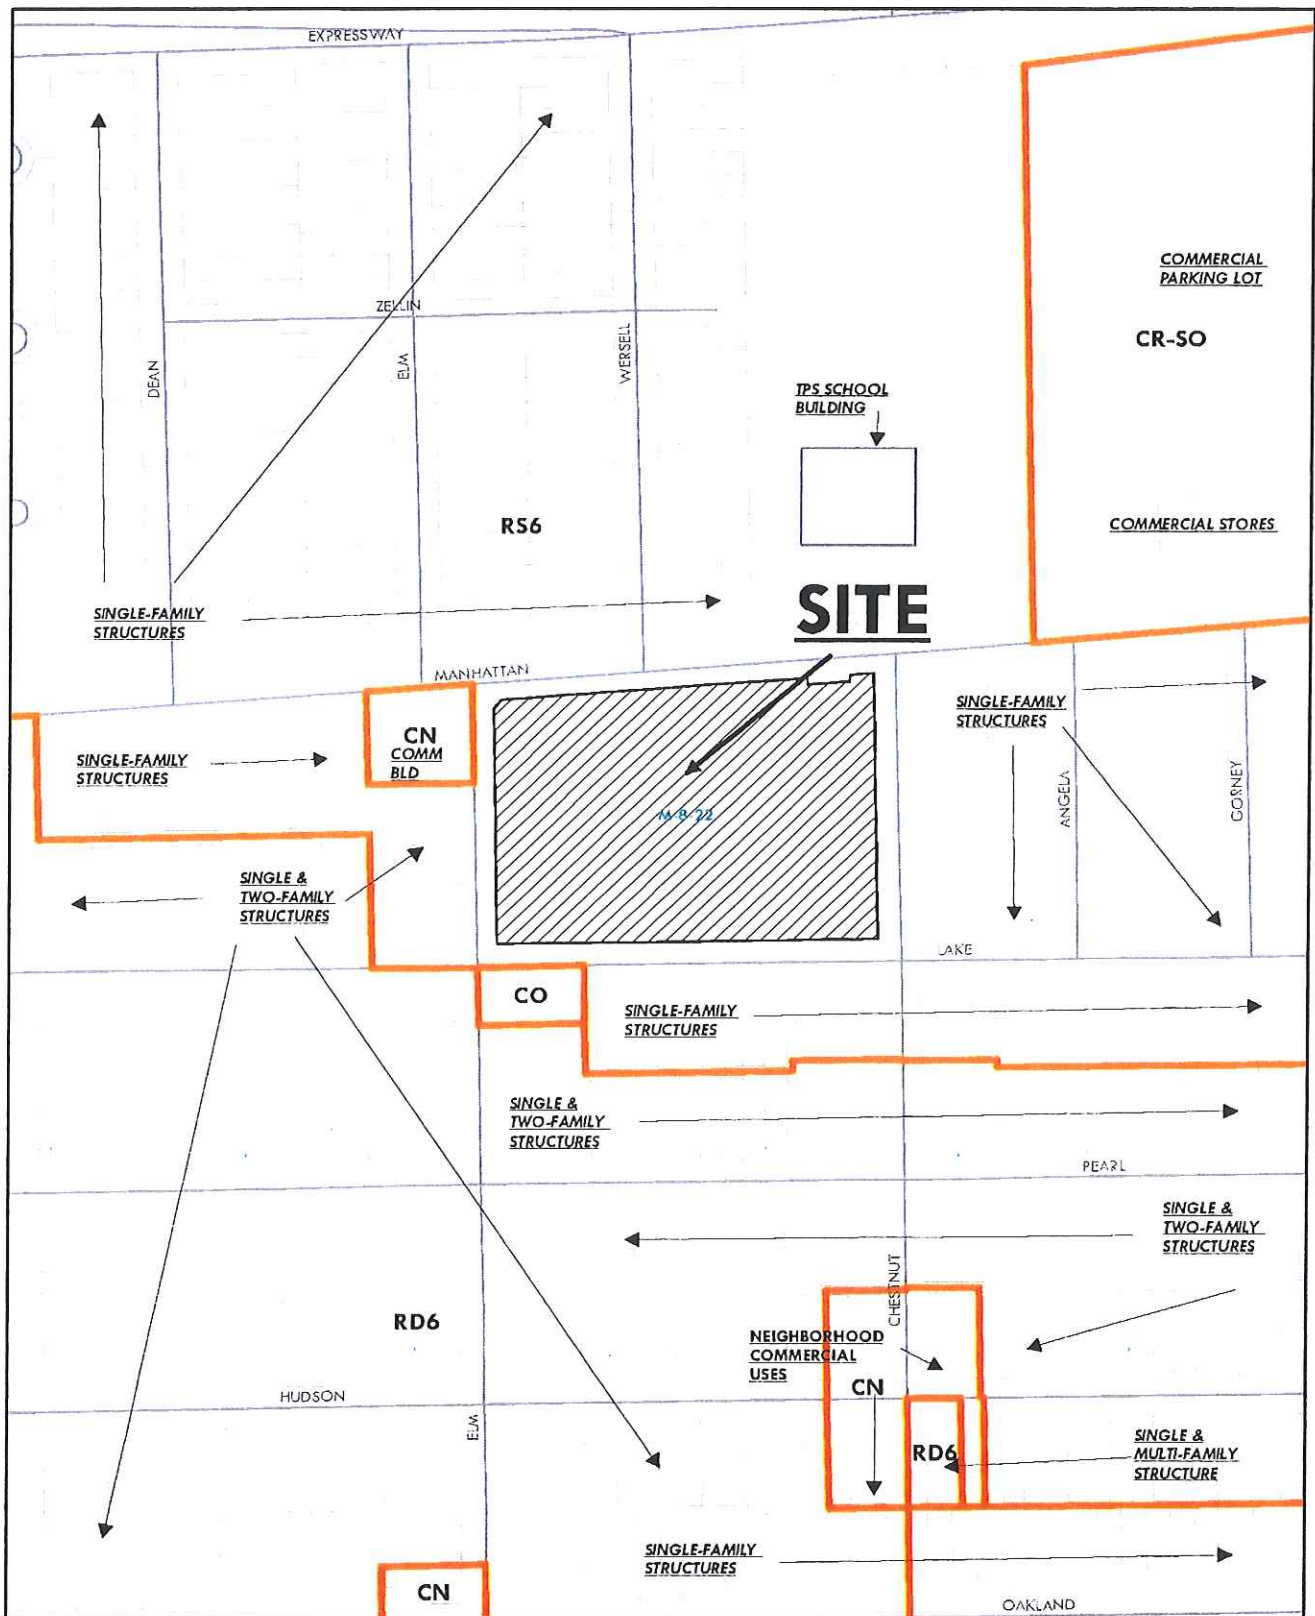 EXPRESSWAY
COMMERCIAL
PARKING LOT
ZELLIN
CR-SO
DEAN
ELM
WERSELL
TPS SCHOOL
BUILDING
RS6
COMMERCIAL STORES
SINGLE-FAMILY
STRUCTURES
SITE
MANHATTAN
SINGLE-FAMILY
STRUCTURES
CN
COMM
BLD
SINGLE-FAMILY
STRUCTURES
ANGELA
GORNEY
M-8-22
SINGLE &
TWO-FAMILY
STRUCTURES
LAKE
CO
SINGLE-FAMILY
STRUCTURES
SINGLE &
TWO-FAMILY
STRUCTURES
PEARL
SINGLE &
TWO-FAMILY
STRUCTURES
CHESTNUT
RD6
NEIGHBORHOOD
COMMERCIAL
USES
CN
HUDSON
ELM
RD6
SINGLE &
MULTI-FAMILY
STRUCTURE
SINGLE-FAMILY
STRUCTURES
CN
OAKLAND